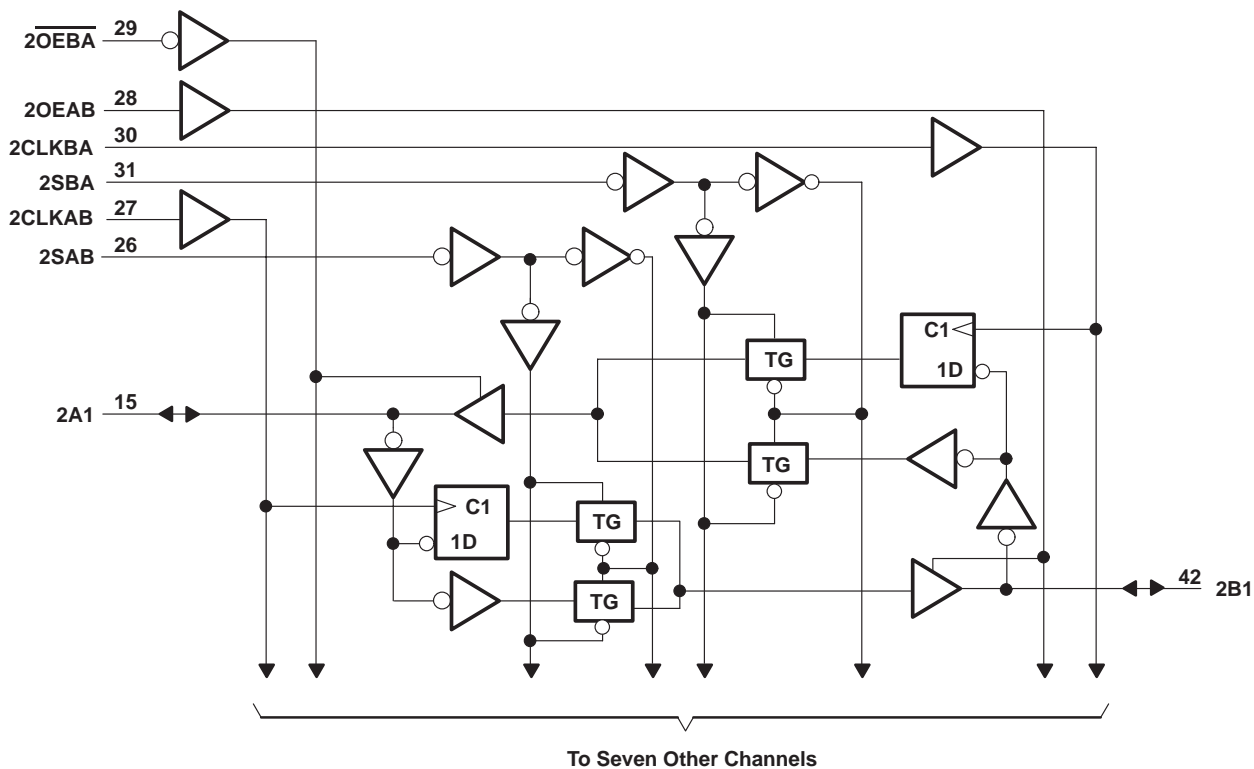 2OEBA 29
2OEAB 28
2CLKBA 30
2SBA 31
2CLKAB 27
2SAB 26
C1
TG
1D
2A1 15
TG
C1
TG
1D
42 2B1
TG
To Seven Other Channels